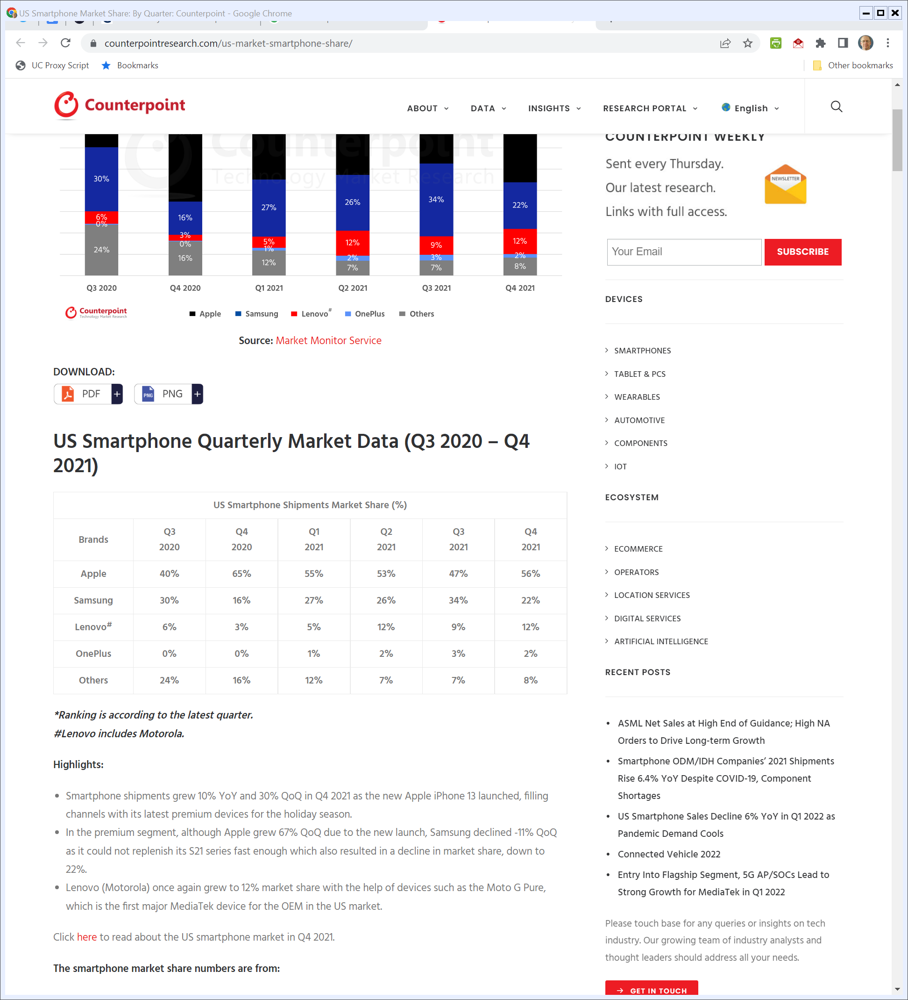 US Smartphone Market Share: By Quarter: Counterpoint - Google Chrome
counterpointresearch.com/us-market-smartphone-share/
UC Proxy Script Bookmarks Other bookmarks
Counterpoint
ABOUT DATA INSIGHTS RESEARCH PORTAL English
Counterpoint
Technology Market Research
30% 6% 0% 24%
16% 3% 0% 16%
27% 5% 1% 12%
26% 12% 2% 7%
34% 9% 3% 7%
22% 12% 2% 8%
Q3 2020 Q4 2020 Q1 2021 Q2 2021 Q3 2021 Q4 2021
Counterpoint
Technology Market Research
Apple Samsung Lenovo# OnePlus Others
Source: Market Monitor Service
DOWNLOAD:
PDF + PNG PNG +
US Smartphone Quarterly Market Data (Q3 2020 – Q4
2021)
US Smartphone Shipments Market Share (%)
Brands Q3 2020 Q4 2020 Q1 2021 Q2 2021 Q3 2021 Q4 2021
Apple 40% 65% 55% 53% 47% 56%
Samsung 30% 16% 27% 26% 34% 22%
Lenovo# 6% 3% 5% 12% 9% 12%
OnePlus 0% 0% 1% 2% 3% 2%
Others 24% 16% 12% 7% 7% 8%
*Ranking is according to the latest quarter.
#Lenovo includes Motorola.
Highlights:
• Smartphone shipments grew 10% YoY and 30% QoQ in Q4 2021 as the new Apple iPhone 13 launched, filling
channels with its latest premium devices for the holiday season.
• In the premium segment, although Apple grew 67% QoQ due to the new launch, Samsung declined -11% QoQ
as it could not replenish its S21 series fast enough which also resulted in a decline in market share, down to
22%.
• Lenovo (Motorola) once again grew to 12% market share with the help of devices such as the Moto G Pure,
which is the first major MediaTek device for the OEM in the US market.
Click here to read about the US smartphone market in Q4 2021.
The smartphone market share numbers are from:
COUNTERPOINT WEEKLY
Sent every Thursday.
Our latest research.
Links with full access.
NEWSLETTER
Your Email SUBSCRIBE
DEVICES
SMARTPHONES
TABLET & PCS
WEARABLES
AUTOMOTIVE
COMPONENTS
IOT
ECOSYSTEM
ECOMMERCE
OPERATORS
LOCATION SERVICES
DIGITAL SERVICES
ARTIFICIAL INTELLIGENCE
RECENT POSTS
• ASML Net Sales at High End of Guidance; High NA
Orders to Drive Long-term Growth
• Smartphone ODM/IDH Companies’ 2021 Shipments
Rise 6.4% YoY Despite COVID-19, Component
Shortages
• US Smartphone Sales Decline 6% YoY in Q1 2022 as
Pandemic Demand Cools
• Connected Vehicle 2022
• Entry Into Flagship Segment, 5G AP/SOCs Lead to
Strong Growth for MediaTek in Q1 2022
Please touch base for any queries or insights on tech
industry. Our growing team of industry analysts and
thought leaders should address all your needs.
GET IN TOUCH